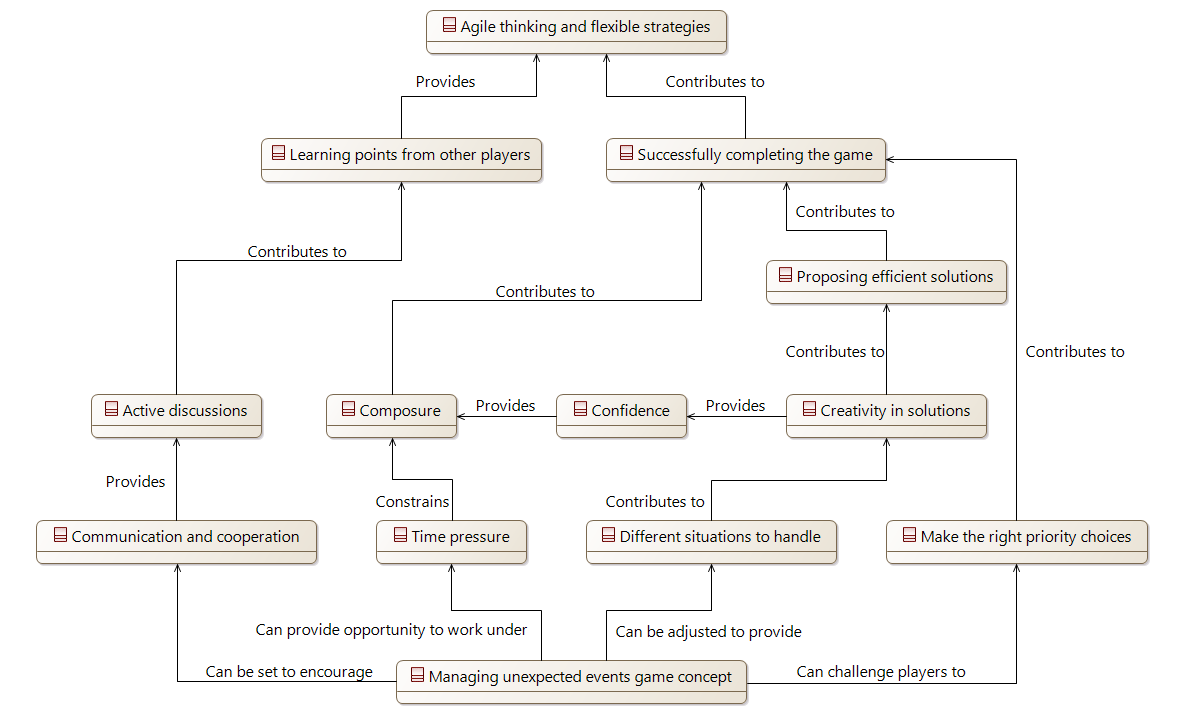 Agile thinking and flexible strategies
Provides
Contributes to
Learning points from other players
Successfully completing the game
Contributes to
Contributes to
Proposing efficient solutions
Contributes to
Contributes to
Contributes to
Active discussions
Composure
Provides
Confidence
Provides
Creativity in solutions
Provides
Constrains
Contributes to
Communication and cooperation
Time pressure
Different situations to handle
Make the right priority choices
Can provide opportunity to work under
Can be adjusted to provide
Can be set to encourage
Managing unexpected events game concept
Can challenge players to